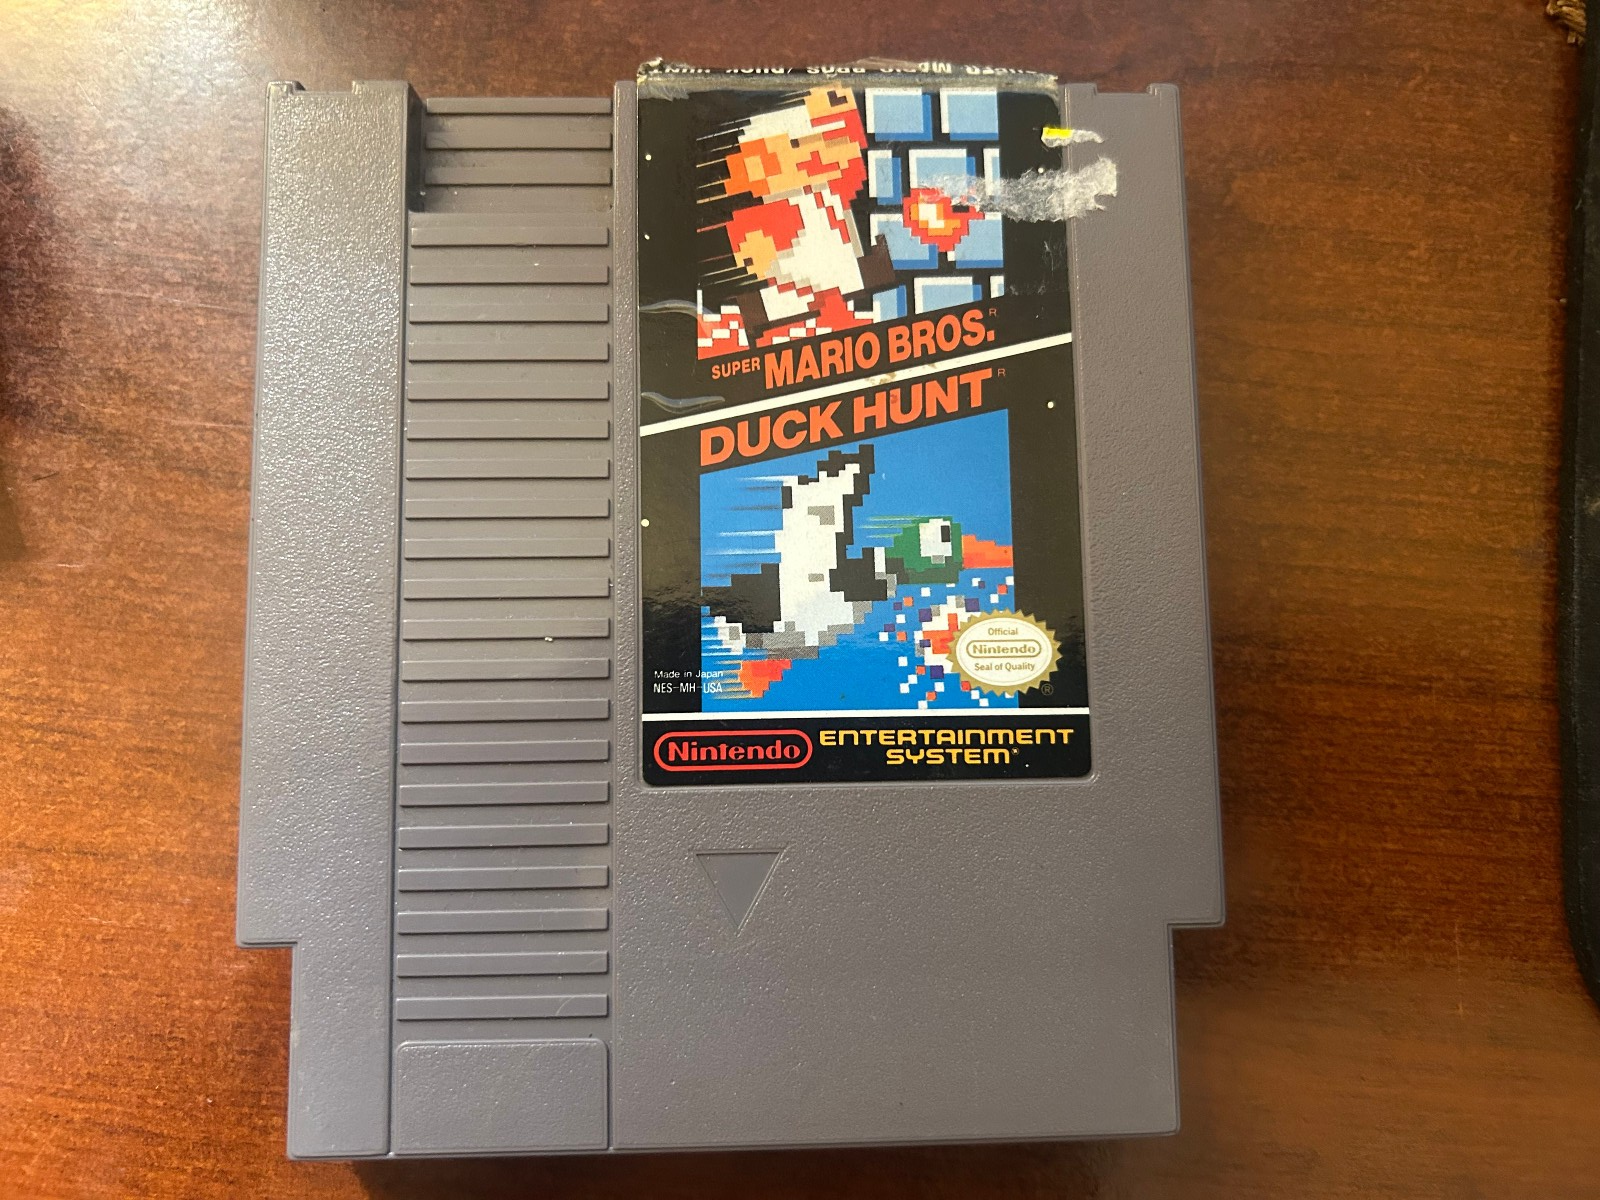 SUPER MARIO BROS.®
DUCK HUNT®
Official
Nintendo
Seal of Quality
®
Made in Japan
NES-MH-USA
Nintendo
ENTERTAINMENT
SYSTEM®